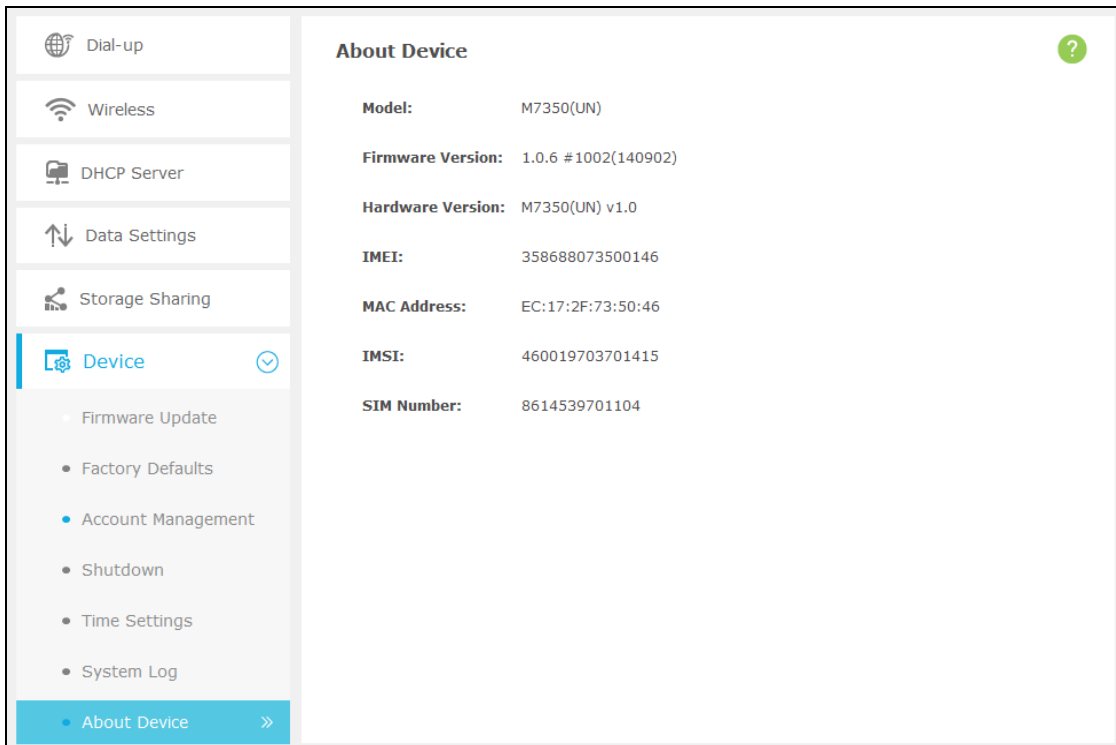 Dial-up
Wireless
DHCP Server
Data Settings
Storage Sharing
Device
Firmware Update
Factory Defaults
Account Management
Shutdown
Time Settings
System Log
About Device
About Device
?
Model: M7350(UN)
Firmware Version: 1.0.6 #1002(140902)
Hardware Version: M7350(UN) v1.0
IMEI: 358688073500146
MAC Address: EC:17:2F:73:50:46
IMSI: 460019703701415
SIM Number: 8614539701104